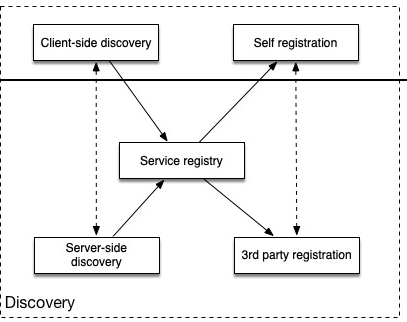 Client-side discovery
Self registration
Service registry
Server-side
discovery
3rd party registration
Discovery